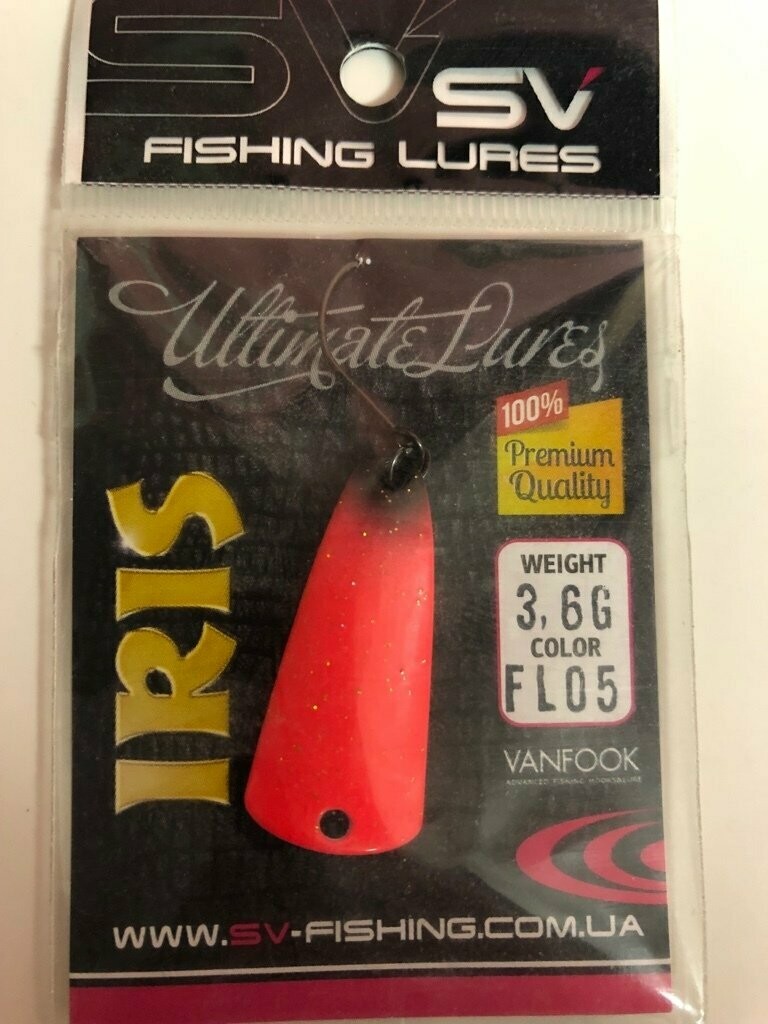 SV
SV
FISHING LURES
Ultimate Lures
100%
Premium
Quality
IRIS
WEIGHT
3,6G
COLOR
FL05
VANFOOK
ADVANCED FISHING HOOKS&LURE
WWW.SV-FISHING.COM.UA